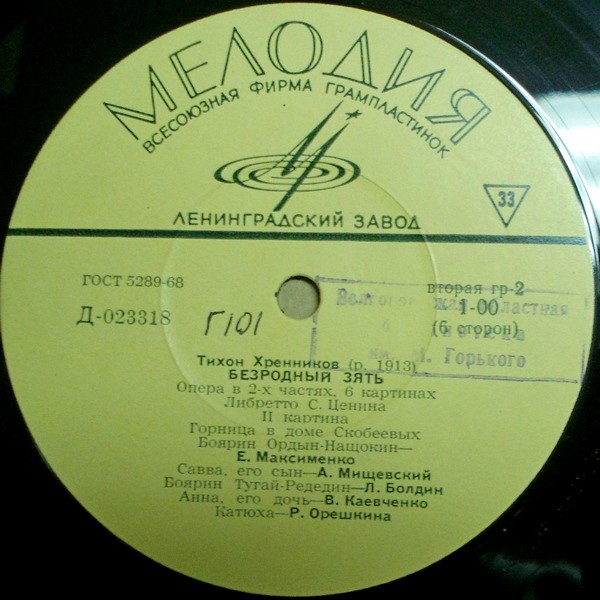 МЕЛОДИЯ
ВСЕСОЮЗНАЯ ФИРМА ГРАМПЛАСТИНОК
33
ЛЕНИНГРАДСКИЙ ЗАВОД
ГОСТ 5289-68
вторая гр-2
Д-023318
Г101
1-00
(6 сторон)
им. М. Горького
Тихон Хренников (р. 1913)
БЕЗРОДНЫЙ ЗЯТЬ
Опера в 2-х частях, 6 картинах
Либретто С. Ценина
II картина
Горница в доме Скобеевых
Боярин Ордын-Нащокин—
Е. Максименко
Савва, его сын—А. Мищевский
Боярин Тугай-Редедин—Л. Болдин
Анна, его дочь—В. Каевченко
Катюха—Р. Орешкина